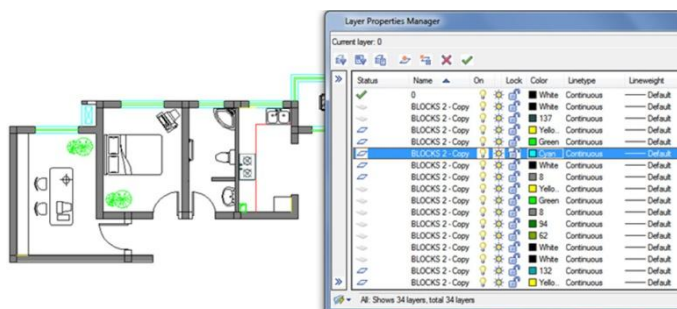 Layer Properties Manager
Current layer: 0
Status Name On Lock Color Linetype Lineweight
0 White Continuous Default
BLOCKS 2 - Copy White Continuous Default
BLOCKS 2 - Copy 137 Continuous Default
BLOCKS 2 - Copy Yello... Continuous Default
BLOCKS 2 - Copy Green Continuous Default
BLOCKS 2 - Copy Cyan Continuous Default
BLOCKS 2 - Copy White Continuous Default
BLOCKS 2 - Copy 8 Continuous Default
BLOCKS 2 - Copy Yello... Continuous Default
BLOCKS 2 - Copy Green Continuous Default
BLOCKS 2 - Copy 8 Continuous Default
BLOCKS 2 - Copy 94 Continuous Default
BLOCKS 2 - Copy 62 Continuous Default
BLOCKS 2 - Copy White Continuous Default
BLOCKS 2 - Copy White Continuous Default
BLOCKS 2 - Copy 132 Continuous Default
BLOCKS 2 - Copy Yello... Continuous Default
All: Shows 34 layers, total 34 layers